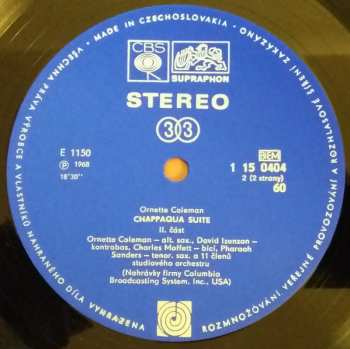 • MADE IN CZECHOSLOVAKIA •
VŠECHNA PRÁVA VÝROBCE A VLASTNÍKŮ NAHRANÉHO DÍLA VYHRAZENA
ROZMNOŽOVÁNÍ, VEŘEJNÉ PROVOZOVÁNÍ A ROZHLASOVÉ ŠÍŘENÍ ZAKÁZÁNO
CBS
SUPRAPHON
STEREO
33
E 1150
Ⓟ 1968
18'30"
1 15 0404
2 (2 strany)
60
Ornette Coleman
CHAPPAQUA SUITE
II. část
Ornette Coleman – alt. sax., David Izenzon –
kontrabas, Charles Moffett – bicí, Pharoah
Sanders – tenor. sax. a 11 členů
studiového orchestru
(Nahrávky firmy Columbia
Broadcasting System. Inc., USA)